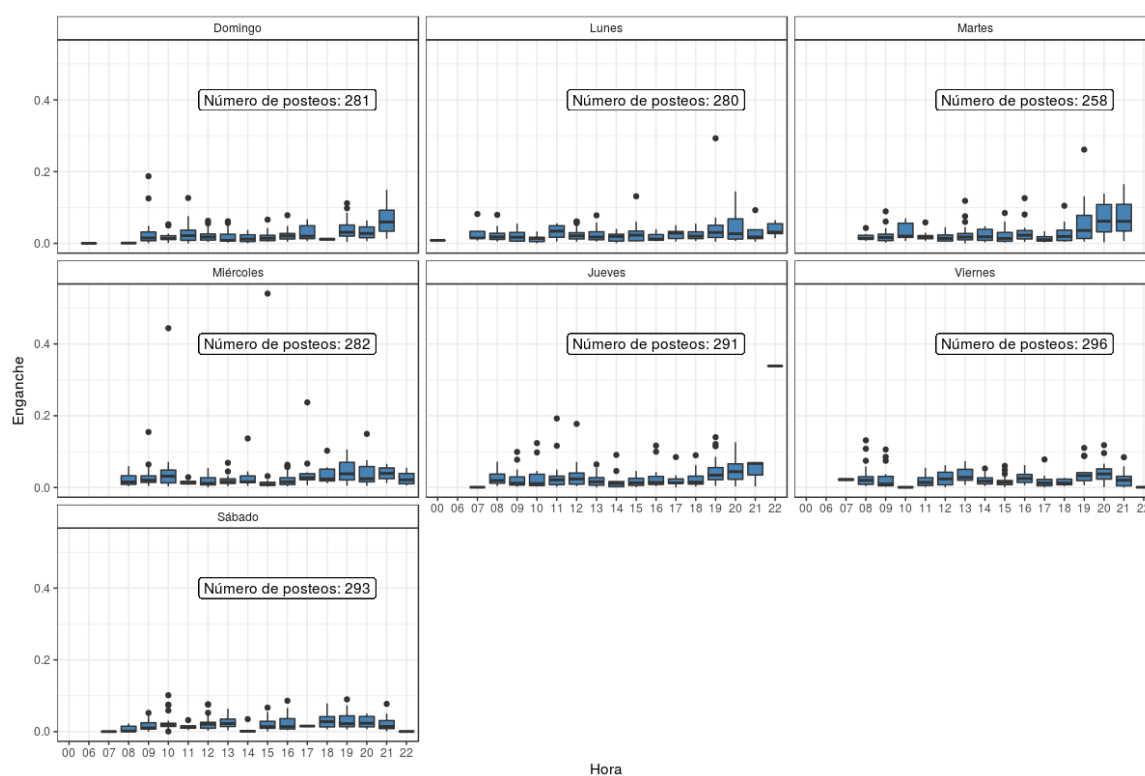 Domingo Lunes Martes
0.4 Número de posteos: 281 Número de posteos: 280 Número de posteos: 258
0.2
0.0
Miércoles Jueves Viernes
0.4 Número de posteos: 282 Número de posteos: 291 Número de posteos: 296
0.2
0.0
00 06 07 08 09 10 11 12 13 14 15 16 17 18 19 20 21 22 00 06 07 08 09 10 11 12 13 14 15 16 17 18 19 20 21 22
Sábado
0.4 Número de posteos: 293
0.2
0.0
00 06 07 08 09 10 11 12 13 14 15 16 17 18 19 20 21 22
Enganche
Hora